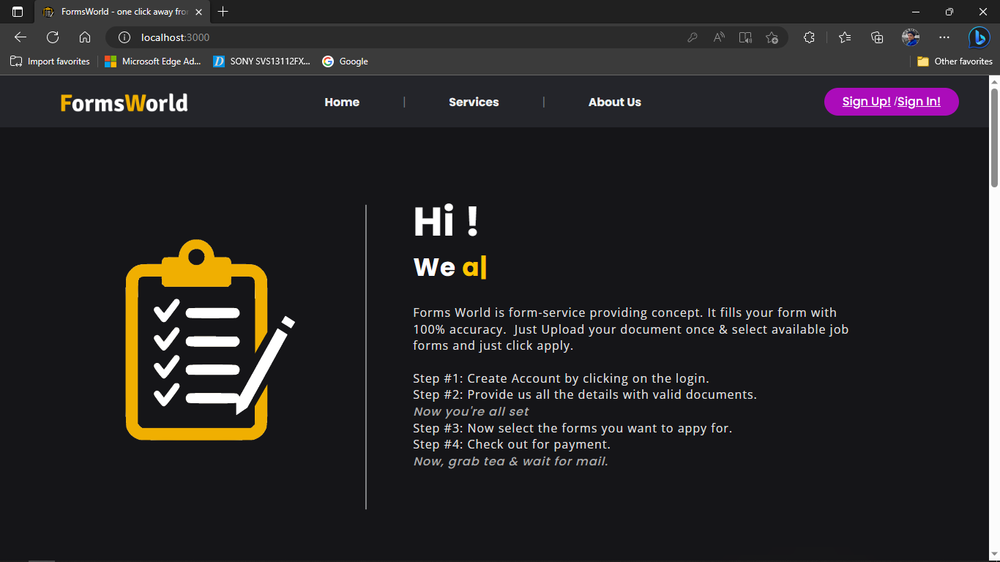 FormsWorld - one click away fro
localhost:3000
Import favorites
Microsoft Edge Ad...
SONY SVS13112FX...
Google
Other favorites
FormsWorld
Home | Services | About Us
Sign Up! /Sign In!
Hi !
We a|
Forms World is form-service providing concept. It fills your form with
100% accuracy. Just Upload your document once & select available job
forms and just click apply.
Step #1: Create Account by clicking on the login.
Step #2: Provide us all the details with valid documents.
Now you're all set
Step #3: Now select the forms you want to appy for.
Step #4: Check out for payment.
Now, grab tea & wait for mail.